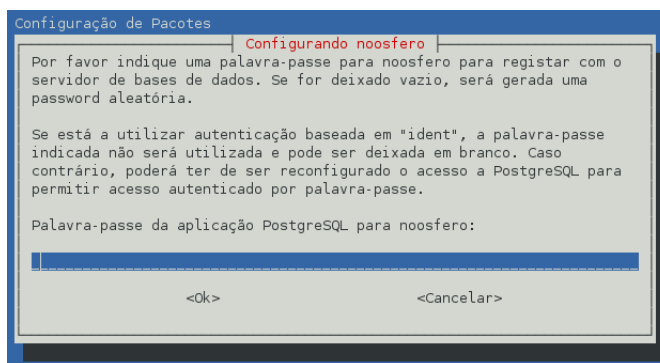 Configuração de Pacotes
Configurando noosfero
Por favor indique uma palavra-passe para noosfero para registar com o
servidor de bases de dados. Se for deixado vazio, será gerada uma
password aleatória.
Se está a utilizar autenticação baseada em "ident", a palavra-passe
indicada não será utilizada e pode ser deixada em branco. Caso
contrário, poderá ter de ser reconfigurado o acesso a PostgreSQL para
permitir acesso autenticado por palavra-passe.
Palavra-passe da aplicação PostgreSQL para noosfero:
<Ok> <Cancelar>